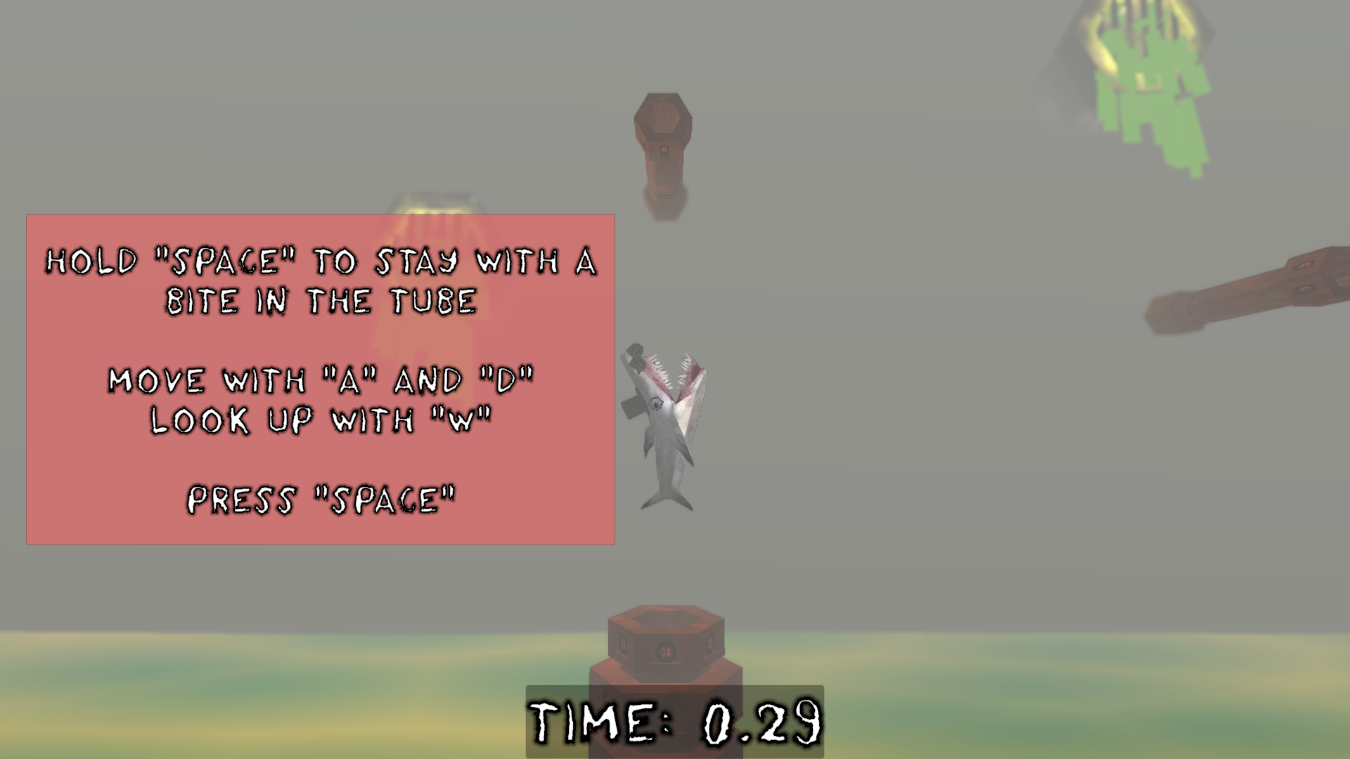 HOLD "SPACE" TO STAY WITH A
BITE IN THE TUBE
MOVE WITH "A" AND "D"
LOOK UP WITH "W"
PRESS "SPACE"
TIME: 0.29